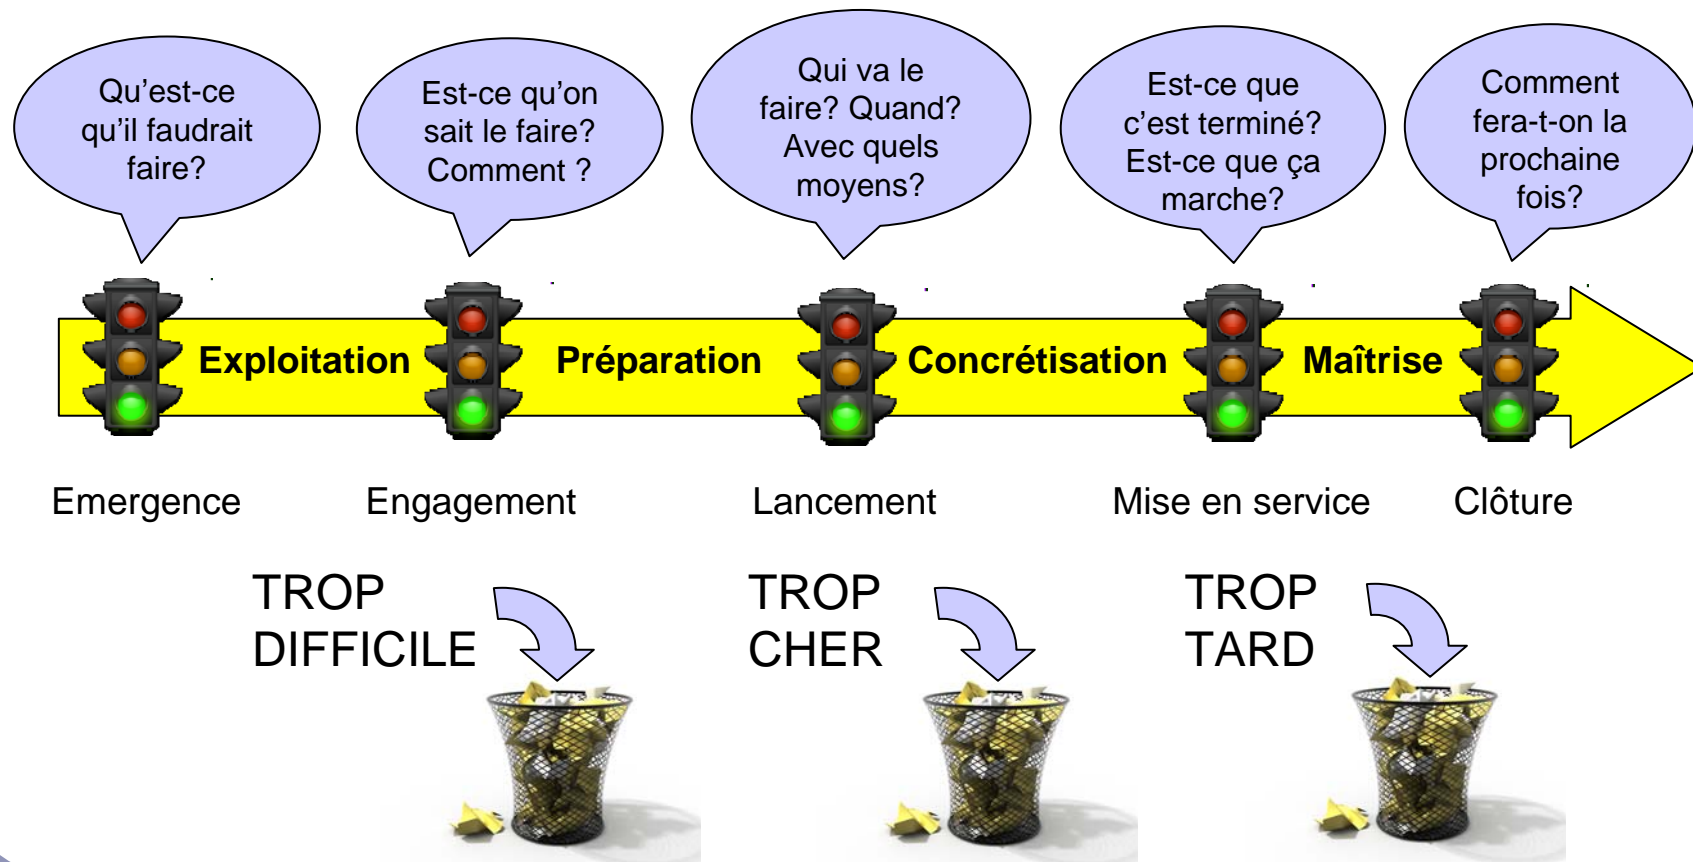 Qu'est-ce
qu'il faudrait
faire?
Est-ce qu'on
sait le faire?
Comment ?
Qui va le
faire? Quand?
Avec quels
moyens?
Est-ce que
c'est terminé?
Est-ce que ça
marche?
Comment
fera-t-on la
prochaine
fois?
Exploitation
Préparation
Concrétisation
Maîtrise
Emergence
Engagement
Lancement
Mise en service
Clôture
TROP
DIFFICILE
TROP
CHER
TROP
TARD